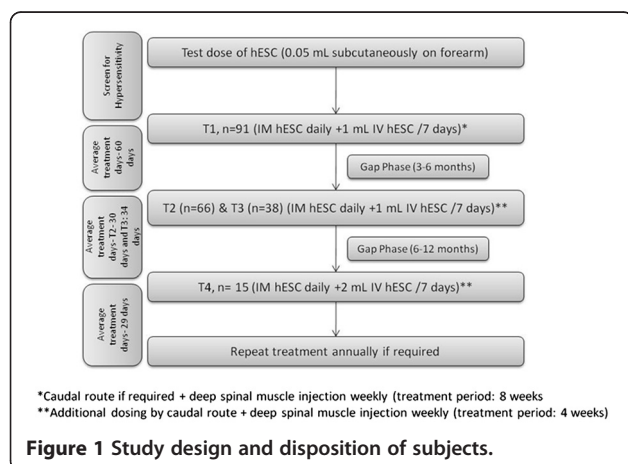 Screen for
Hypersensitivity
Test dose of hESC (0.05 mL subcutaneously on forearm)
Average
treatment
days- 60
days
T1, n=91 (IM hESC daily +1 mL IV hESC /7 days)*
Gap Phase (3-6 months)
Average
treatment
days- T2- 30
days and T3: 34
days
T2 (n=66) & T3 (n=38) (IM hESC daily +1 mL IV hESC /7 days)**
Gap Phase (6-12 months)
Average
treatment
days- 29 days
T4, n= 15 (IM hESC daily +2 mL IV hESC /7 days)**
Repeat treatment annually if required
*Caudal route if required + deep spinal muscle injection weekly (treatment period: 8 weeks
**Additional dosing by caudal route + deep spinal muscle injection weekly (treatment period: 4 weeks)
Figure 1 Study design and disposition of subjects.